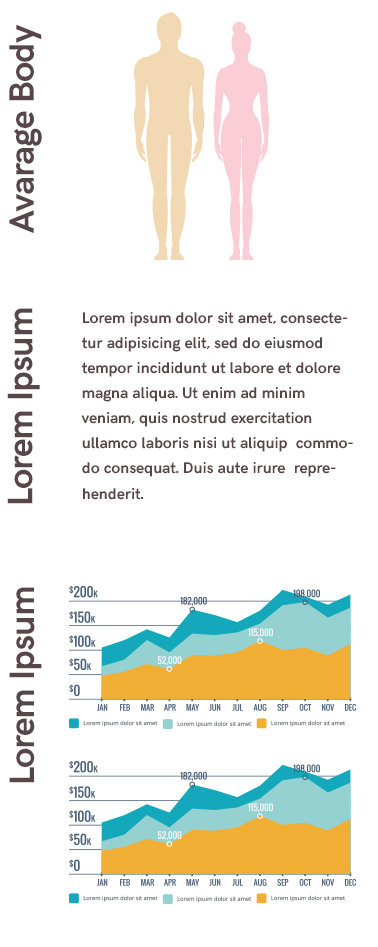 Avarage Body
Lorem Ipsum
Lorem ipsum dolor sit amet, consecte-
tur adipisicing elit, sed do eiusmod
tempor incididunt ut labore et dolore
magna aliqua. Ut enim ad minim
veniam, quis nostrud exercitation
ullamco laboris nisi ut aliquip commo-
do consequat. Duis aute irure repre-
henderit.
Lorem Ipsum
$200K
$150K
$100K
$50K
$0
182,000
198,000
115,000
52,000
JAN FEB MAR APR MAY JUN JUL AUG SEP OCT NOV DEC
Lorem ipsum dolor sit amet Lorem ipsum dolor sit amet Lorem ipsum dolor sit amet
$200K
$150K
$100K
$50K
$0
182,000
198,000
115,000
52,000
JAN FEB MAR APR MAY JUN JUL AUG SEP OCT NOV DEC
Lorem ipsum dolor sit amet Lorem ipsum dolor sit amet Lorem ipsum dolor sit amet